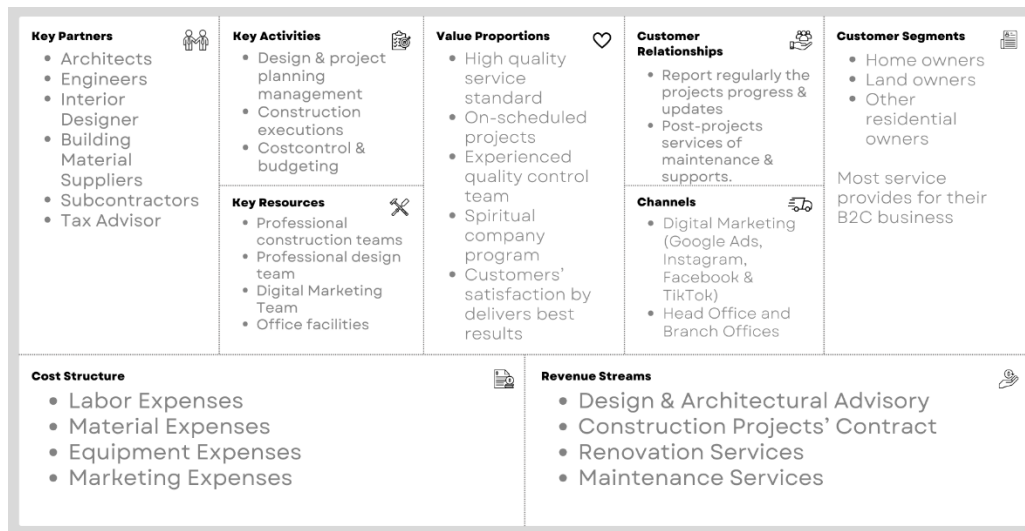 Key Partners
Architects
Engineers
Interior
Designer
Building
Material
Suppliers
Subcontractors
Tax Advisor
Key Activities
Design & project
planning
management
Construction
executions
Costcontrol &
budgeting
Key Resources
Professional
construction teams
Professional design
team
Digital Marketing
Team
Office facilities
Value Proportions
High quality
service
standard
On-scheduled
projects
Experienced
quality control
team
Spiritual
company
program
Customers’
satisfaction by
delivers best
results
Customer
Relationships
Report regularly the
projects progress &
updates
Post-projects
services of
maintenance &
supports.
Channels
Digital Marketing
(Google Ads,
Instagram,
Facebook &
TikTok)
Head Office and
Branch Offices
Customer Segments
Home owners
Land owners
Other
residential
owners
Most service
provides for their
B2C business
Cost Structure
Labor Expenses
Material Expenses
Equipment Expenses
Marketing Expenses
Revenue Streams
Design & Architectural Advisory
Construction Projects’ Contract
Renovation Services
Maintenance Services